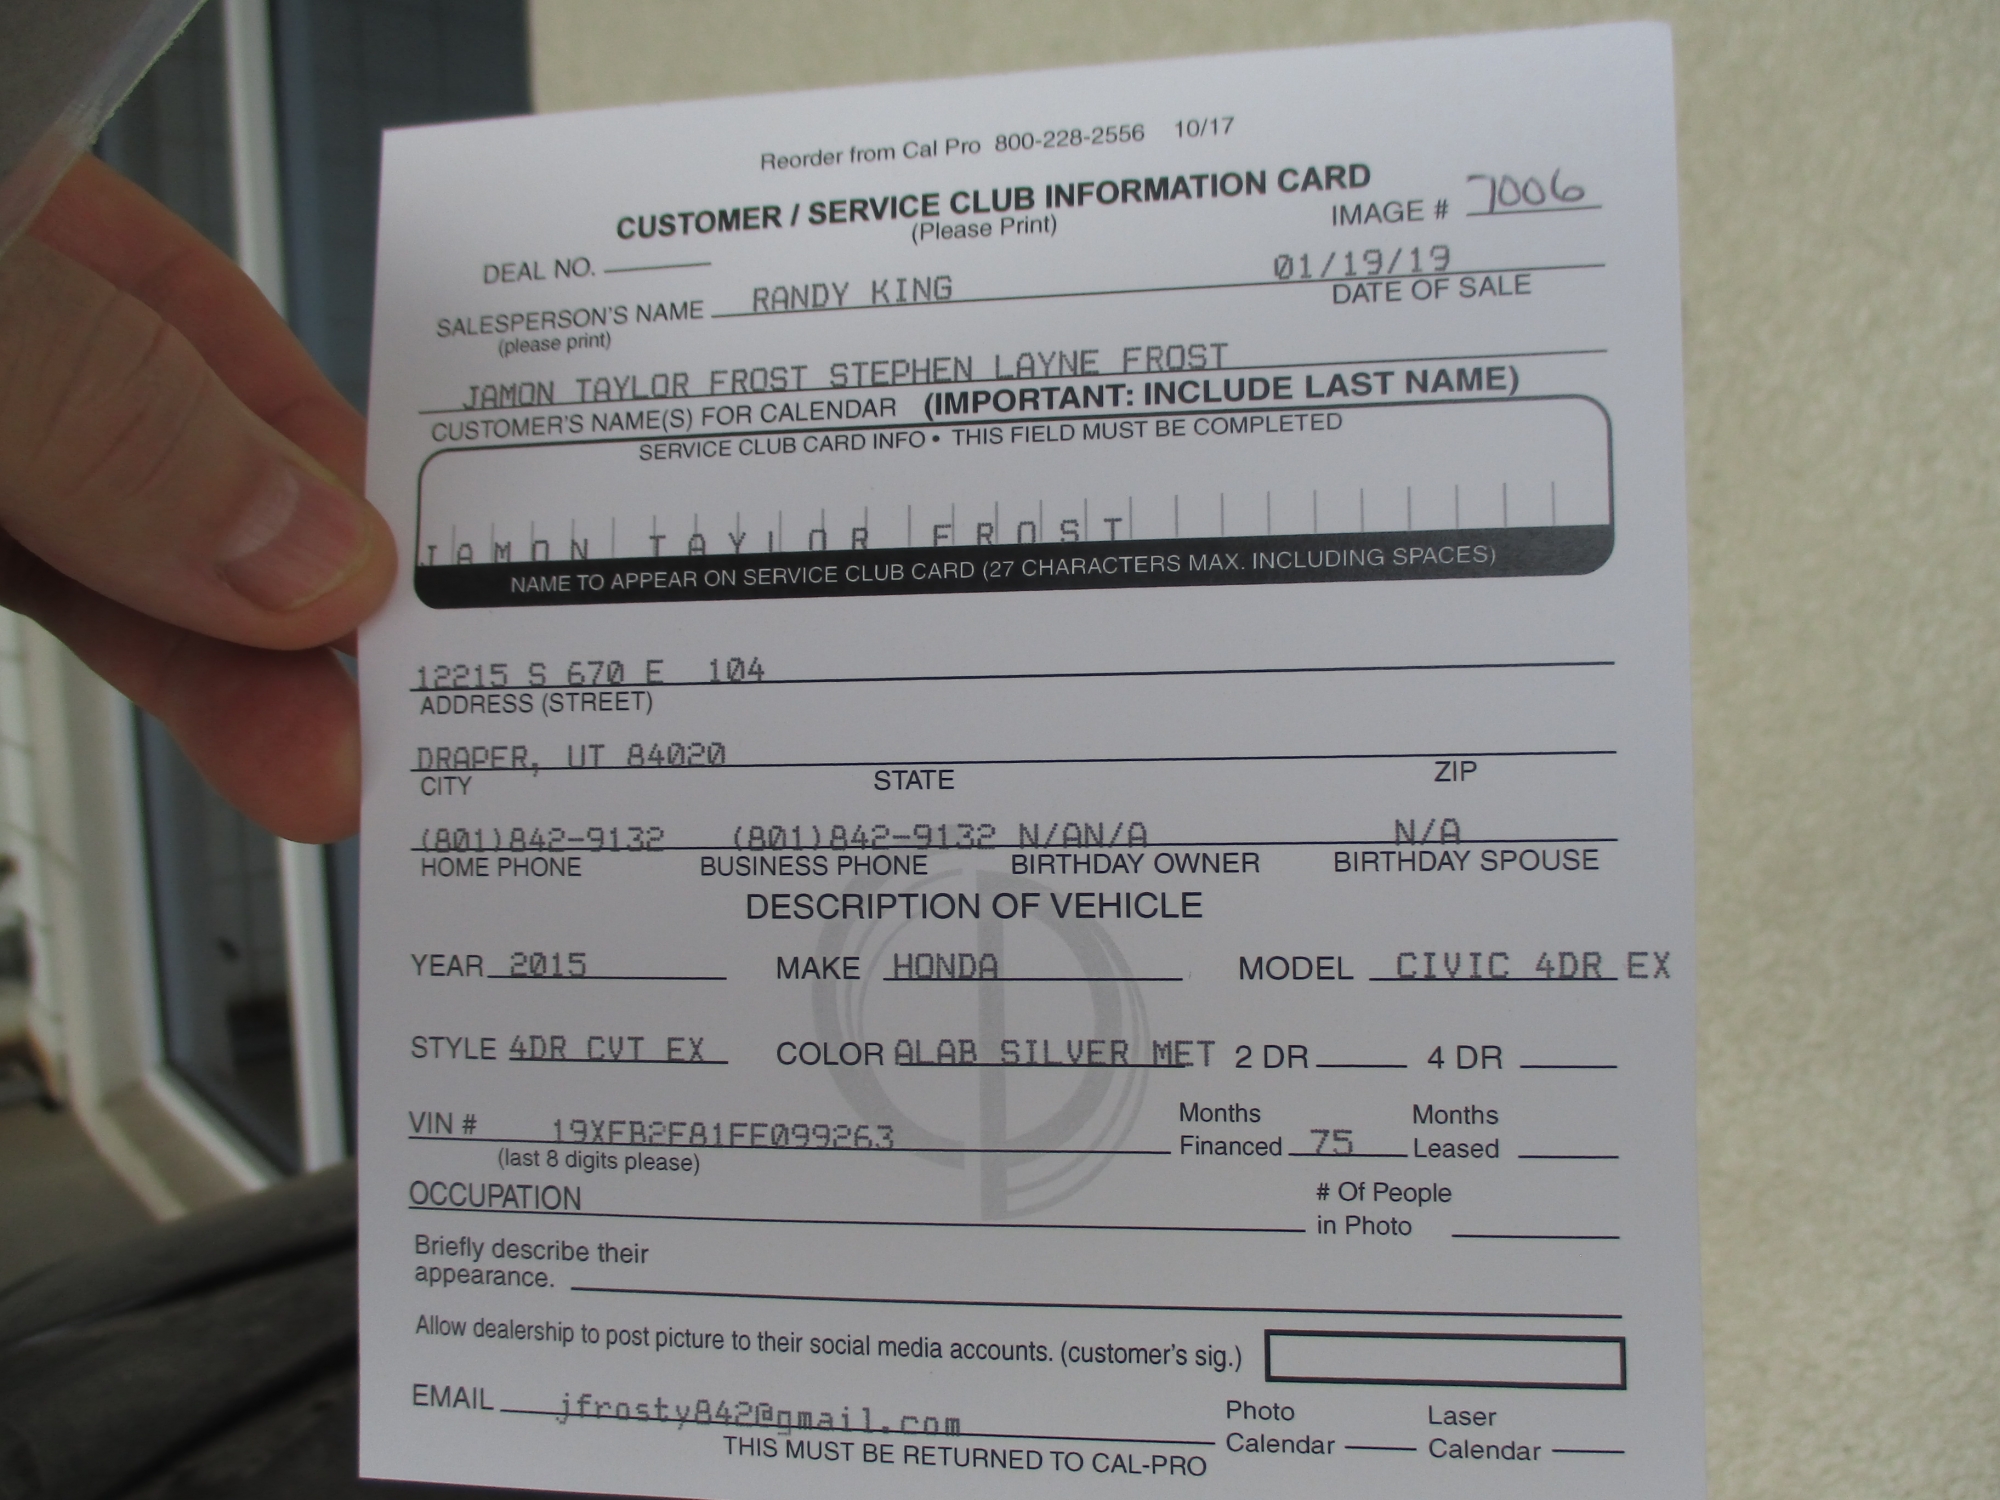 Reorder from Cal Pro 800-228-2556 10/17
CUSTOMER / SERVICE CLUB INFORMATION CARD
(Please Print)
IMAGE # 7006
DEAL NO.
SALESPERSON'S NAME RANDY KING 01/19/19
(please print) DATE OF SALE
JAMON TAYLOR FROST STEPHEN LAYNE FROST
CUSTOMER'S NAME(S) FOR CALENDAR (IMPORTANT: INCLUDE LAST NAME)
SERVICE CLUB CARD INFO • THIS FIELD MUST BE COMPLETED
JAMON TAYLOR FROST
NAME TO APPEAR ON SERVICE CLUB CARD (27 CHARACTERS MAX. INCLUDING SPACES)
12215 S 670 E 104
ADDRESS (STREET)
DRAPER, UT 84020
CITY STATE ZIP
(801)842-9132 (801)842-9132 N/AN/A N/A
HOME PHONE BUSINESS PHONE BIRTHDAY OWNER BIRTHDAY SPOUSE
DESCRIPTION OF VEHICLE
YEAR 2015 MAKE HONDA MODEL CIVIC 4DR EX
STYLE 4DR CVT EX COLOR ALAB SILVER MET 2 DR 4 DR
VIN # 19XFB2F81FE099263 Months Financed 75 Months Leased
(last 8 digits please)
OCCUPATION # Of People in Photo
Briefly describe their
appearance.
Allow dealership to post picture to their social media accounts. (customer's sig.)
EMAIL jfrosty842@gmail.com Photo Calendar Laser Calendar
THIS MUST BE RETURNED TO CAL-PRO